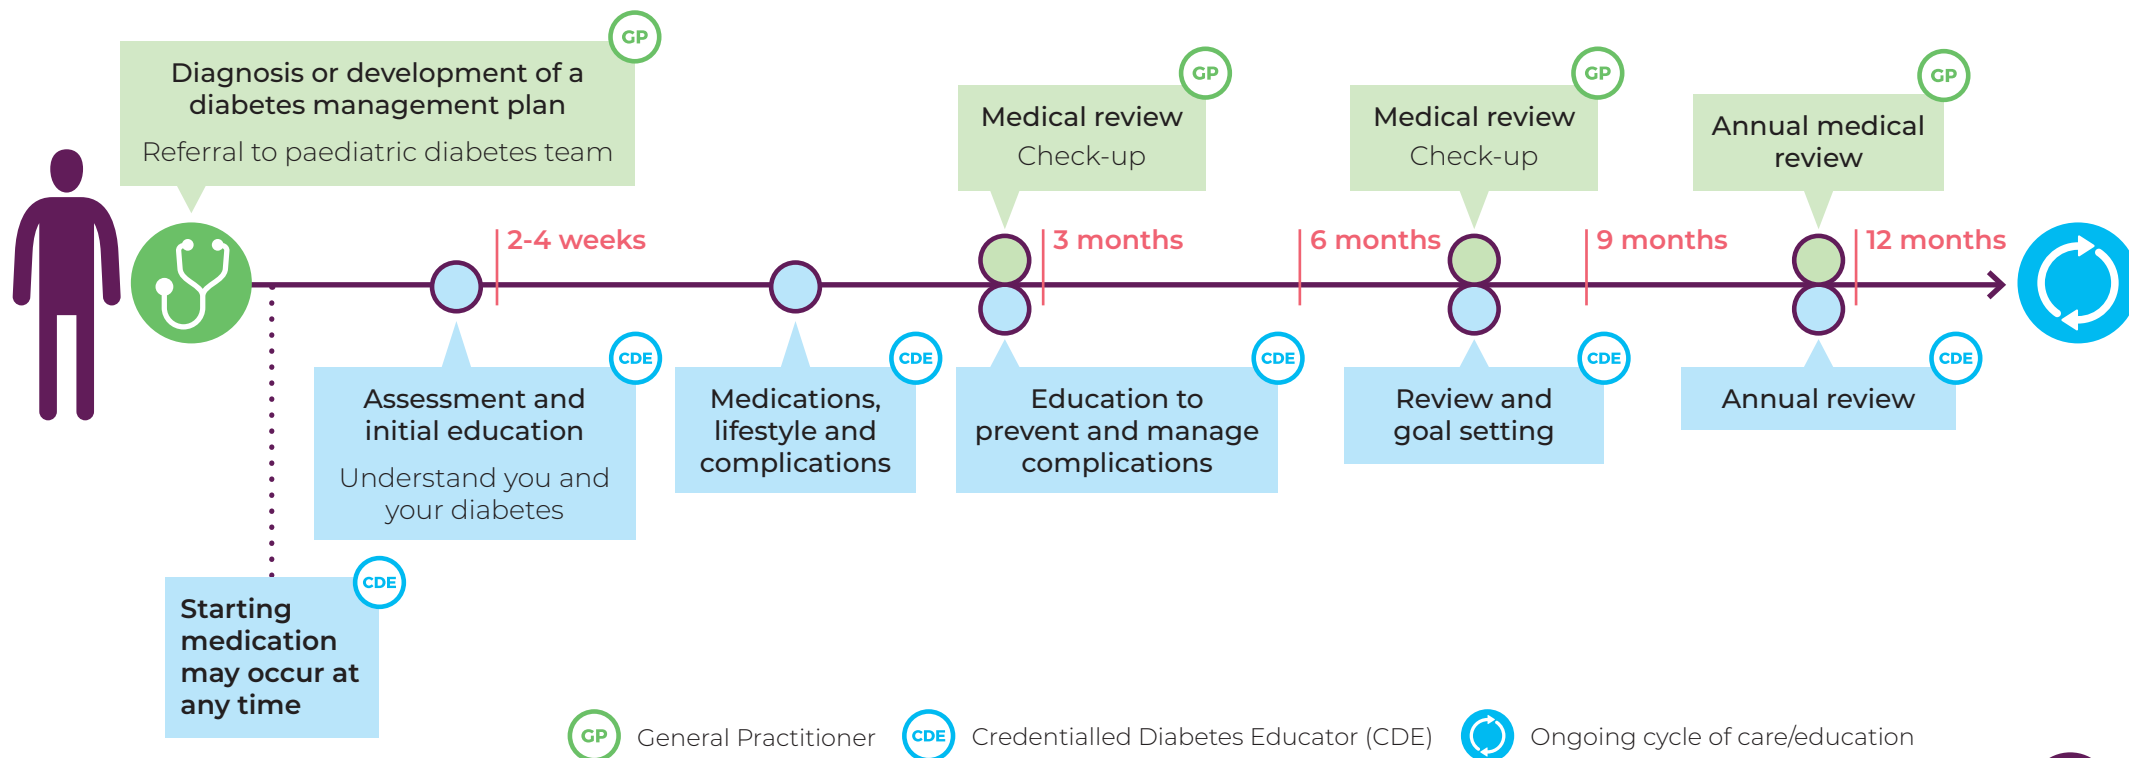 GP
Diagnosis or development of a
diabetes management plan
Referral to paediatric diabetes team
GP
Medical review
Check-up
GP
Medical review
Check-up
GP
Annual medical
review
2-4 weeks
3 months
6 months
9 months
12 months
CDE
Assessment and
initial education
Understand you and
your diabetes
CDE
Medications,
lifestyle and
complications
CDE
Education to
prevent and manage
complications
CDE
Review and
goal setting
CDE
Annual review
CDE
Starting
medication
may occur at
any time
GP General Practitioner
CDE Credentialled Diabetes Educator (CDE)
Ongoing cycle of care/education